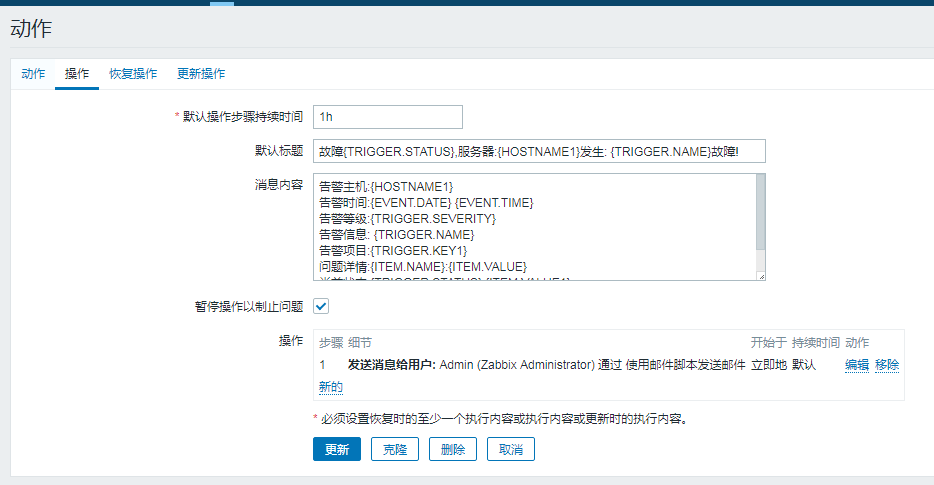 动作
动作 操作 恢复操作 更新操作
* 默认操作步骤持续时间 1h
默认标题 故障{TRIGGER.STATUS},服务器:{HOSTNAME1}发生: {TRIGGER.NAME}故障!
消息内容 告警主机:{HOSTNAME1}
告警时间:{EVENT.DATE} {EVENT.TIME}
告警等级:{TRIGGER.SEVERITY}
告警信息: {TRIGGER.NAME}
告警项目:{TRIGGER.KEY1}
问题详情:{ITEM.NAME}:{ITEM.VALUE}
当前状态:{TRIGGER.STATUS}:{ITEM.VALUE1}
暂停操作以制止问题
操作 步骤 细节 开始于 持续时间 动作
1 发送消息给用户: Admin (Zabbix Administrator) 通过 使用邮件脚本发送邮件 立即地 默认 编辑 移除
新的
* 必须设置恢复时的至少一个执行内容或执行内容或更新时的执行内容。
更新 克隆 删除 取消